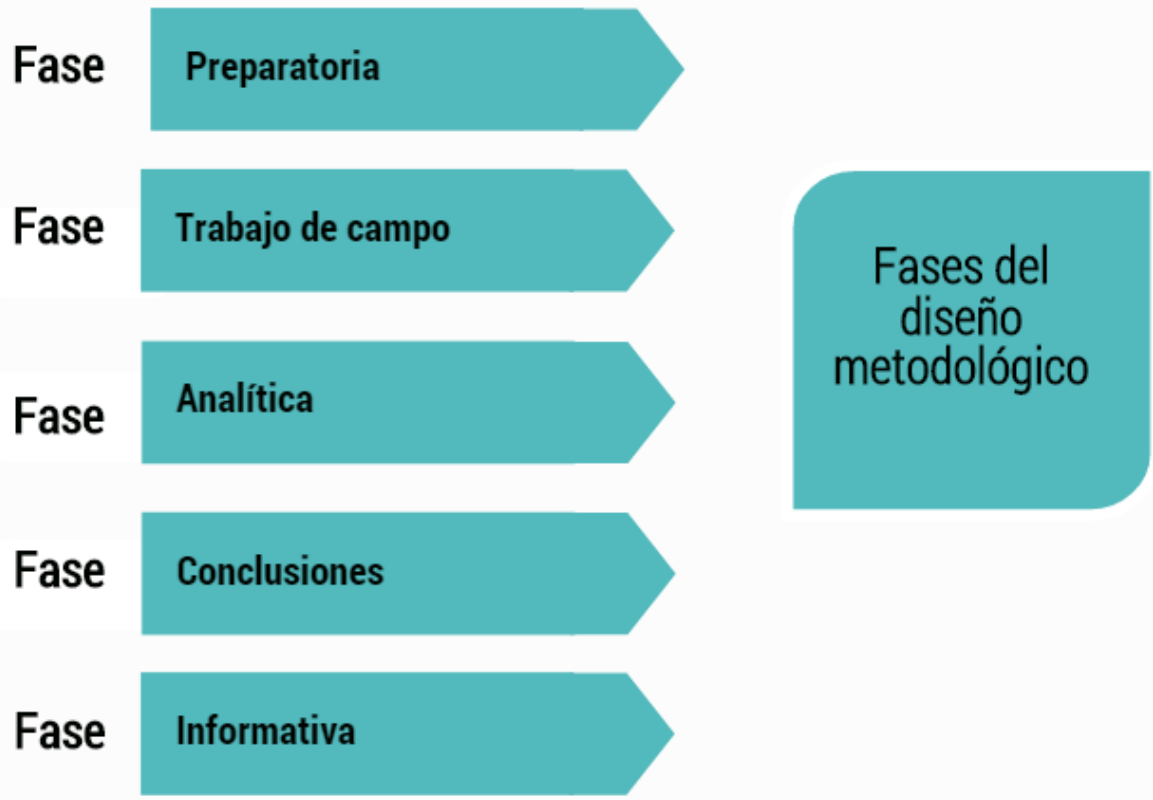 Fase Preparatoria
Fase Trabajo de campo
Fase Analítica
Fase Conclusiones
Fase Informativa
Fases del
diseño
metodológico